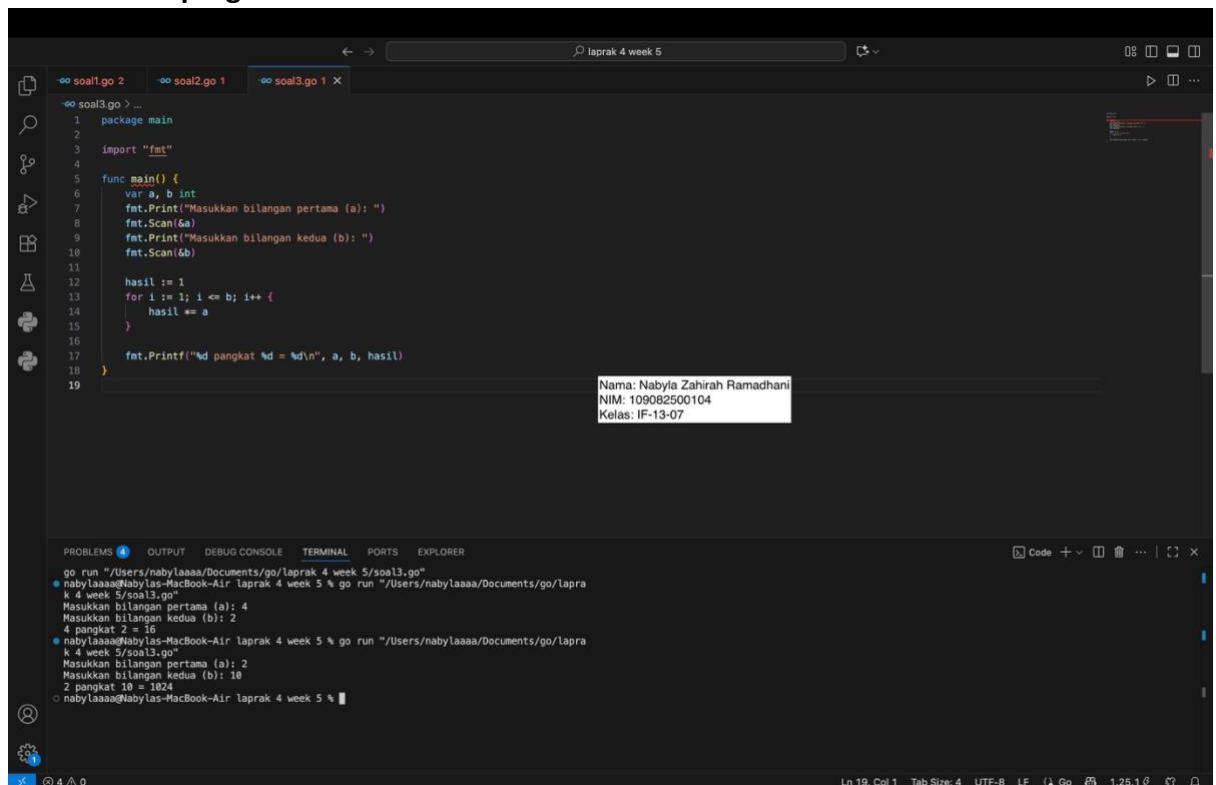 laprak 4 week 5
soal1.go 2 soal2.go 1 soal3.go 1
soal3.go > ...
1 package main
2
3 import "fmt"
4
5 func main() {
6 var a, b int
7 fmt.Print("Masukkan bilangan pertama (a): ")
8 fmt.Scan(&a)
9 fmt.Print("Masukkan bilangan kedua (b): ")
10 fmt.Scan(&b)
11
12 hasil := 1
13 for i := 1; i <= b; i++ {
14 hasil *= a
15 }
16
17 fmt.Printf("%d pangkat %d = %d\n", a, b, hasil)
18 }
19
Nama: Nabyla Zahirah Ramadhani
NIM: 109082500104
Kelas: IF-13-07
PROBLEMS 4 OUTPUT DEBUG CONSOLE TERMINAL PORTS EXPLORER
Code
go run "/Users/nabylaaaa/Documents/go/laprak 4 week 5/soal3.go"
nabylaaaa@Nabylas-MacBook-Air laprak 4 week 5 % go run "/Users/nabylaaaa/Documents/go/lapra
k 4 week 5/soal3.go"
Masukkan bilangan pertama (a): 4
Masukkan bilangan kedua (b): 2
4 pangkat 2 = 16
nabylaaaa@Nabylas-MacBook-Air laprak 4 week 5 % go run "/Users/nabylaaaa/Documents/go/lapra
k 4 week 5/soal3.go"
Masukkan bilangan pertama (a): 2
Masukkan bilangan kedua (b): 10
2 pangkat 10 = 1024
nabylaaaa@Nabylas-MacBook-Air laprak 4 week 5 %
1
4 0 Ln 19, Col 1 Tab Size: 4 UTF-8 LF Go 1.25.1